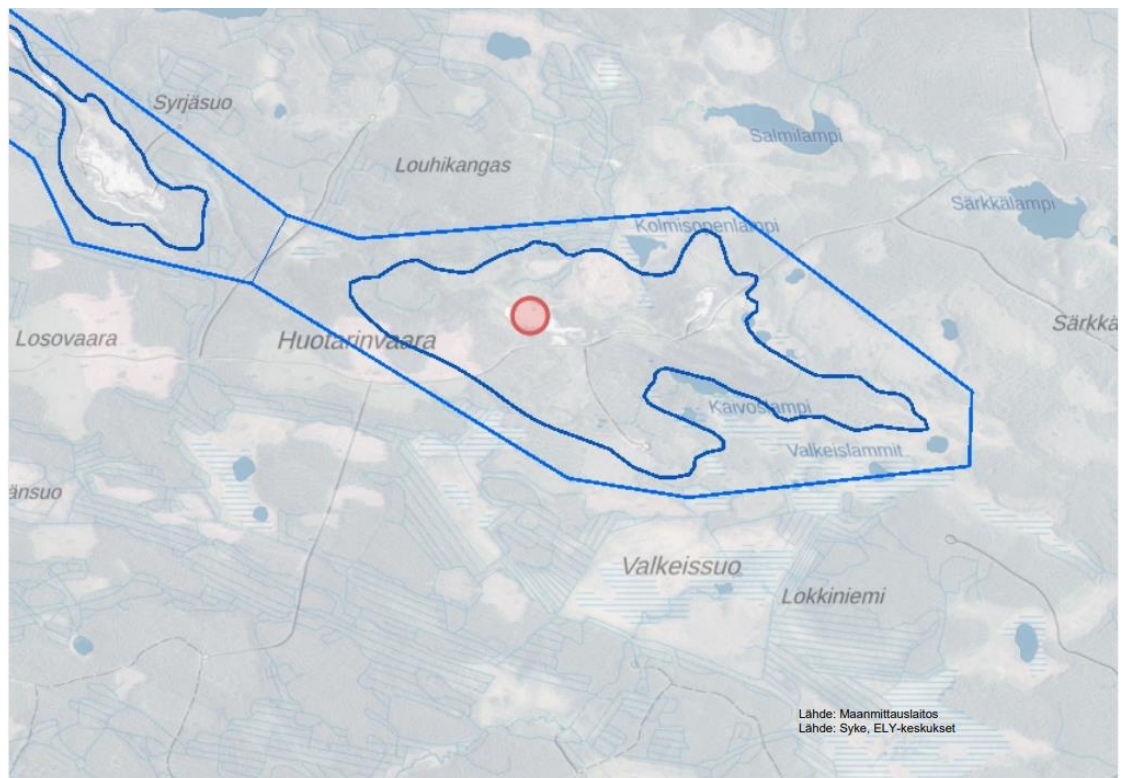 Syrjäsuo
Salmilampi
Louhikangas
Särkkälampi
Kolmisopenlampi
Särkkä
Losovaara
Huotarinvaara
Kaivoslampi
Valkeislammit
änsuo
Valkeissuo
Lokkiniemi
Lähde: Maanmittauslaitos
Lähde: Syke, ELY-keskukset